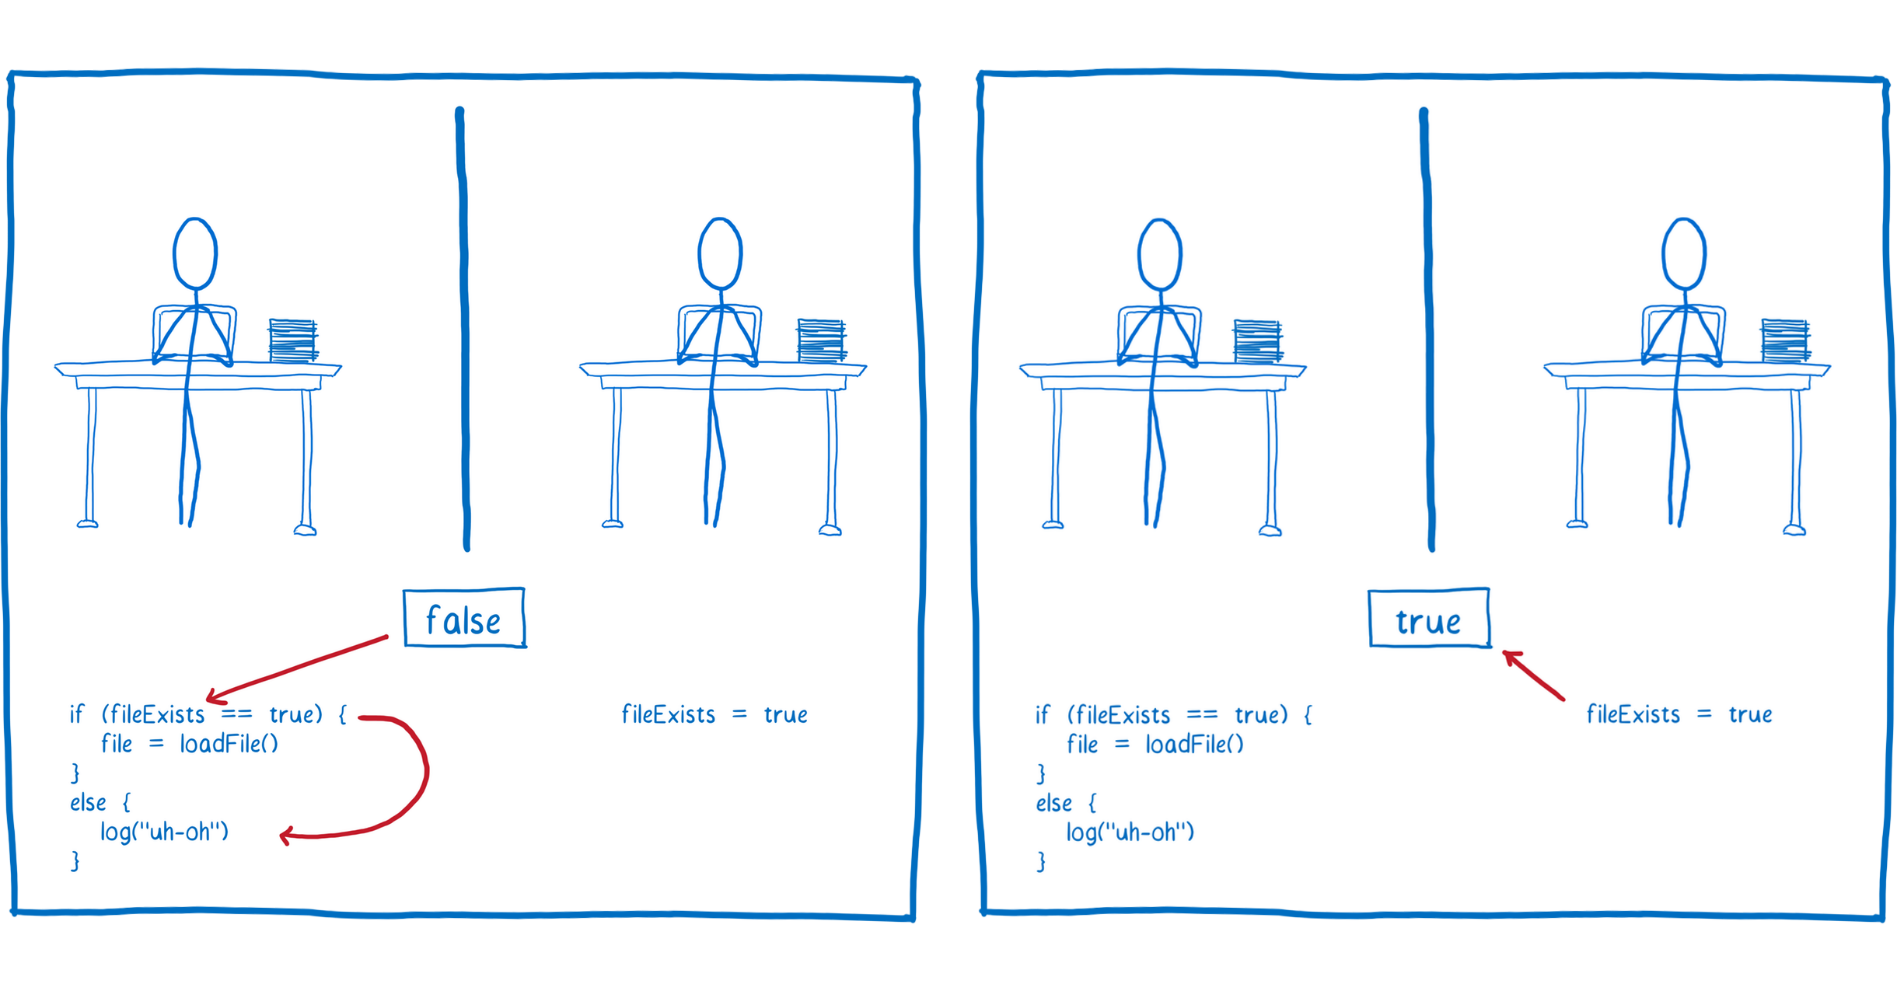 false
if (fileExists == true) {
file = loadFile()
}
else {
log("uh-oh")
}
fileExists = true
true
if (fileExists == true) {
file = loadFile()
}
else {
log("uh-oh")
}
fileExists = true